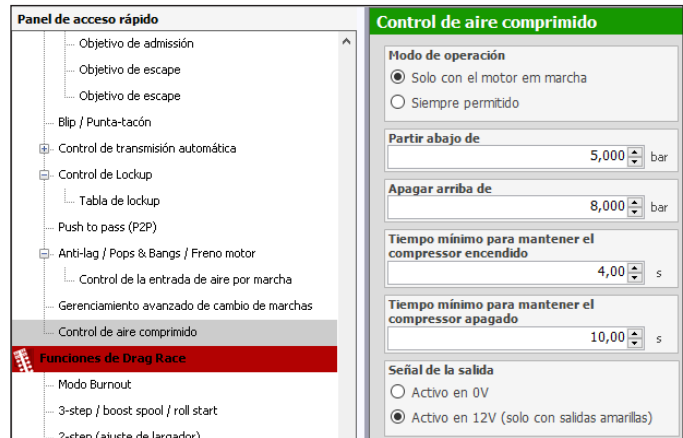 Panel de acceso rápido
Objetivo de admisión
Objetivo de escape
Objetivo de escape
Blip / Punta-tacón
Control de transmisión automática
Control de Lockup
Tabla de lockup
Push to pass (P2P)
Anti-lag / Pops & Bangs / Freno motor
Control de la entrada de aire por marcha
Gerenciamiento avanzado de cambio de marchas
Control de aire comprimido
Funciones de Drag Race
Modo Burnout
3-step / boost spool / roll start
2-step (ajuste de largador)
Control de aire comprimido
Modo de operación
Solo con el motor em marcha
Siempre permitido
Partir abajo de
5,000 bar
Apagar arriba de
8,000 bar
Tiempo mínimo para mantener el
compressor encendido
4,00 s
Tiempo mínimo para mantener el
compressor apagado
10,00 s
Señal de la salida
Activo en 0V
Activo en 12V (solo con salidas amarillas)